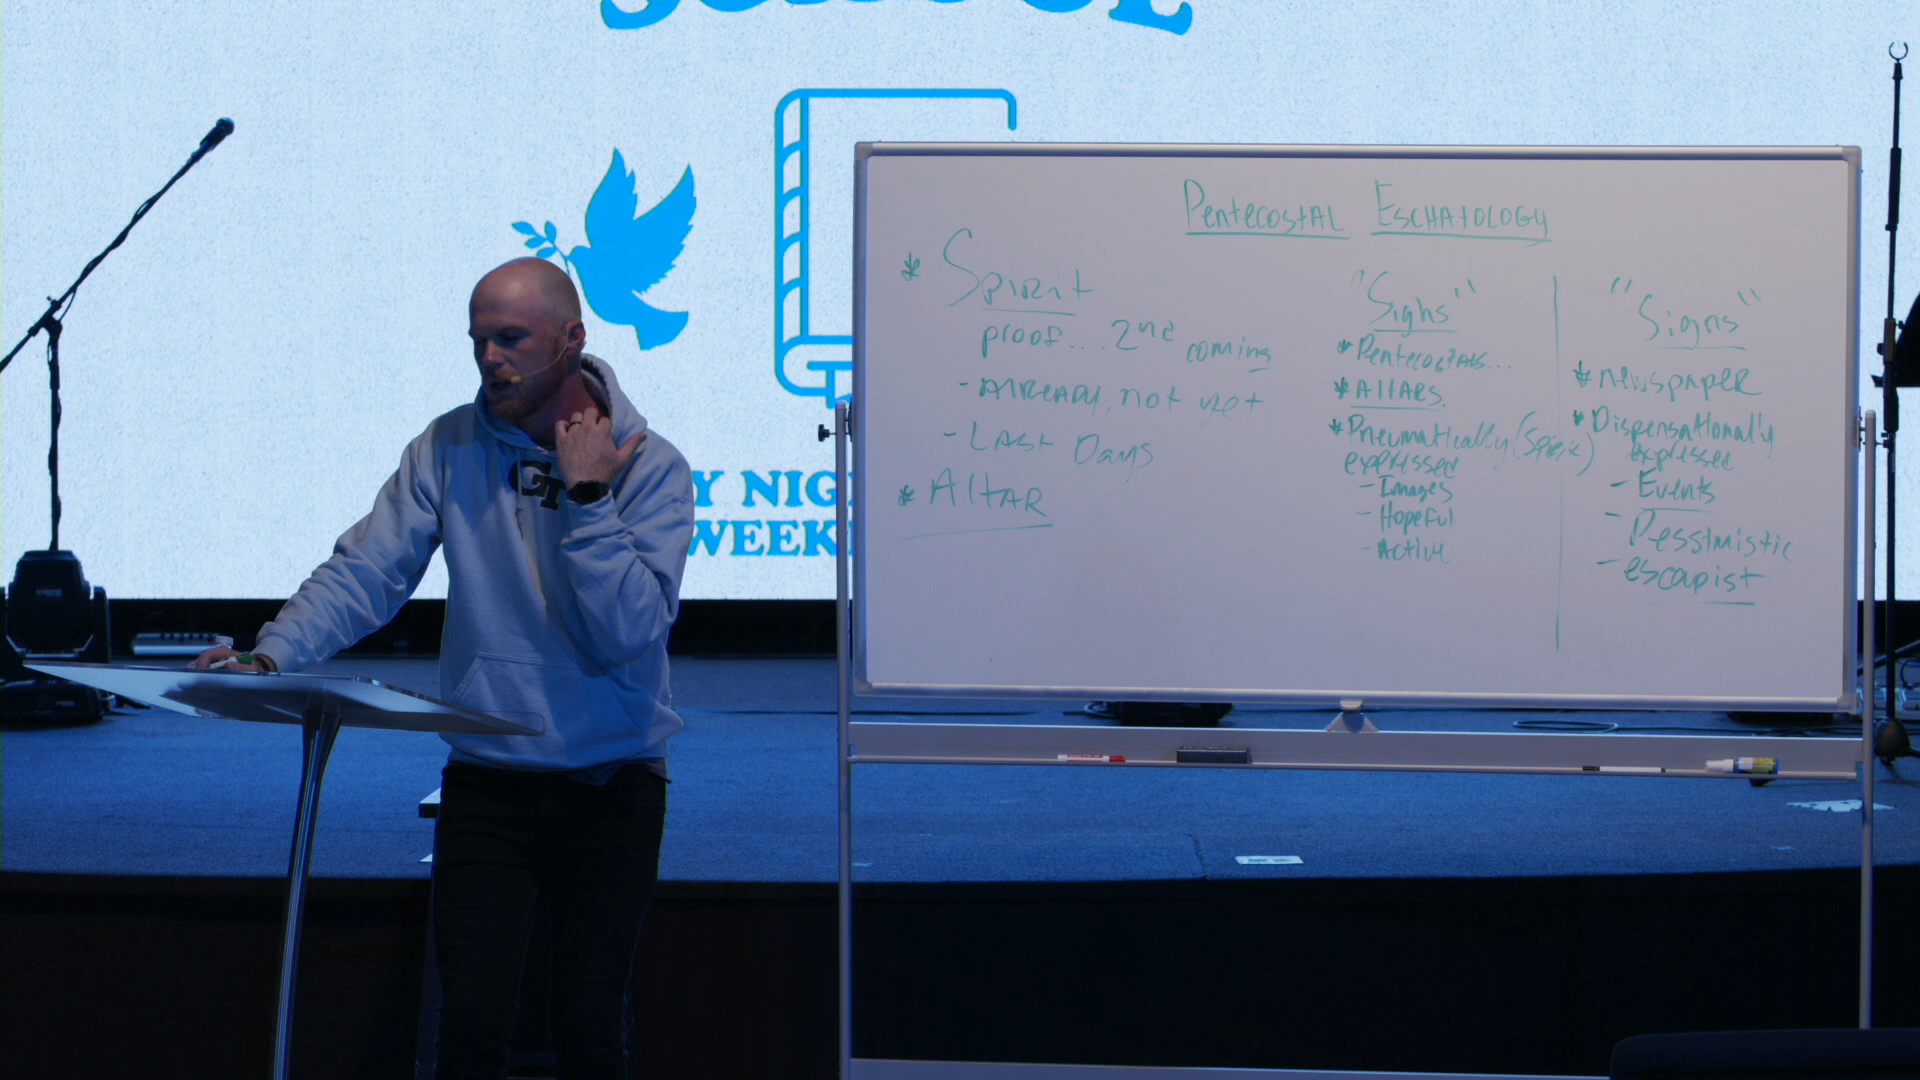 SCHOOL
Y NIG
WEEK
GT
Pentecostal Eschatology
* Spirit
proof... 2nd coming
- Already, not yet
- Last Days
* Altar
"Sighs"
* Pentecostals...
* Altars
* Pneumatically (Spirit)
expressed
- Images
- Hopeful
- Active
"Signs"
* newspaper
* Dispensationally
expressed
- Events
- Pessimistic
- escapist